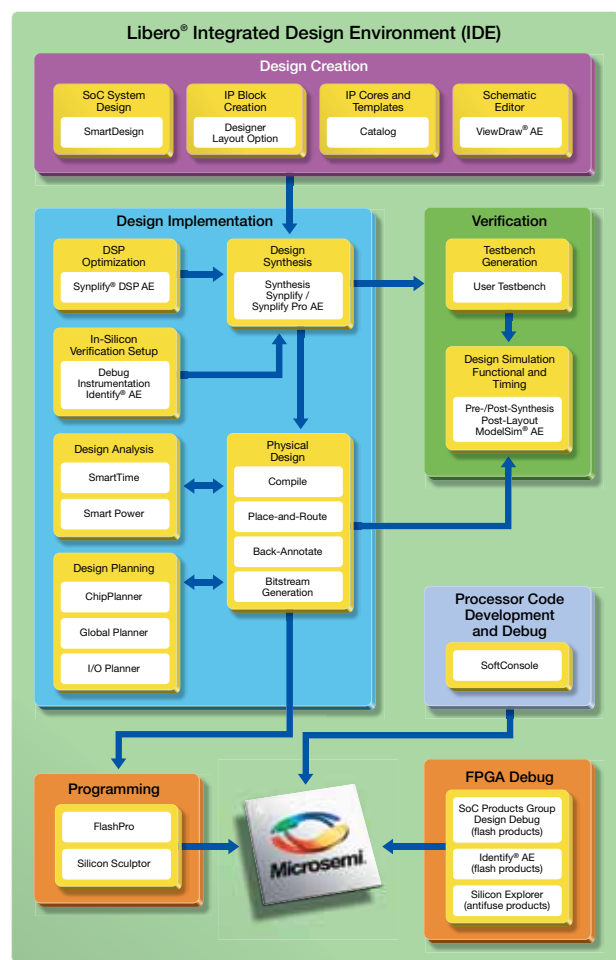 Libero® Integrated Design Environment (IDE)
Design Creation
SoC System
Design
SmartDesign
IP Block
Creation
Designer
Layout Option
IP Cores and
Templates
Catalog
Schematic
Editor
ViewDraw® AE
Design Implementation
DSP
Optimization
Synplify® DSP AE
Design
Synthesis
Synthesis
Synplify /
Synplify Pro AE
In-Silicon
Verification Setup
Debug
Instrumentation
Identify® AE
Design Analysis
SmartTime
Smart Power
Physical
Design
Compile
Place-and-Route
Back-Annotate
Bitstream
Generation
Design Planning
ChipPlanner
Global Planner
I/O Planner
Verification
Testbench
Generation
User Testbench
Design Simulation
Functional and
Timing
Pre-/Post-Synthesis
Post-Layout
ModelSim® AE
Processor Code
Development
and Debug
SoftConsole
Programming
FlashPro
Silicon Sculptor
Microsemi
FPGA Debug
SoC Products Group
Design Debug
(flash products)
Identify® AE
(flash products)
Silicon Explorer
(antifuse products)